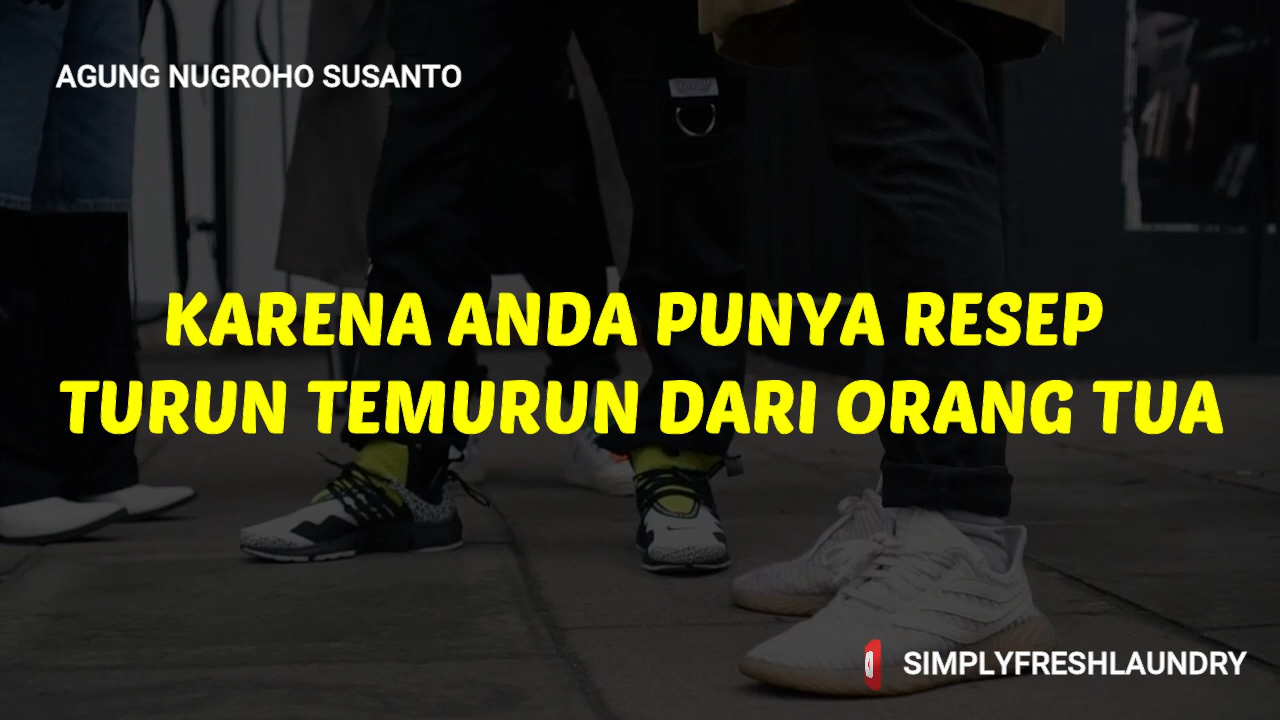 AGUNG NUGROHO SUSANTO
KARENA ANDA PUNYA RESEP
TURUN TEMURUN DARI ORANG TUA
SIMPLYFRESHLAUNDRY